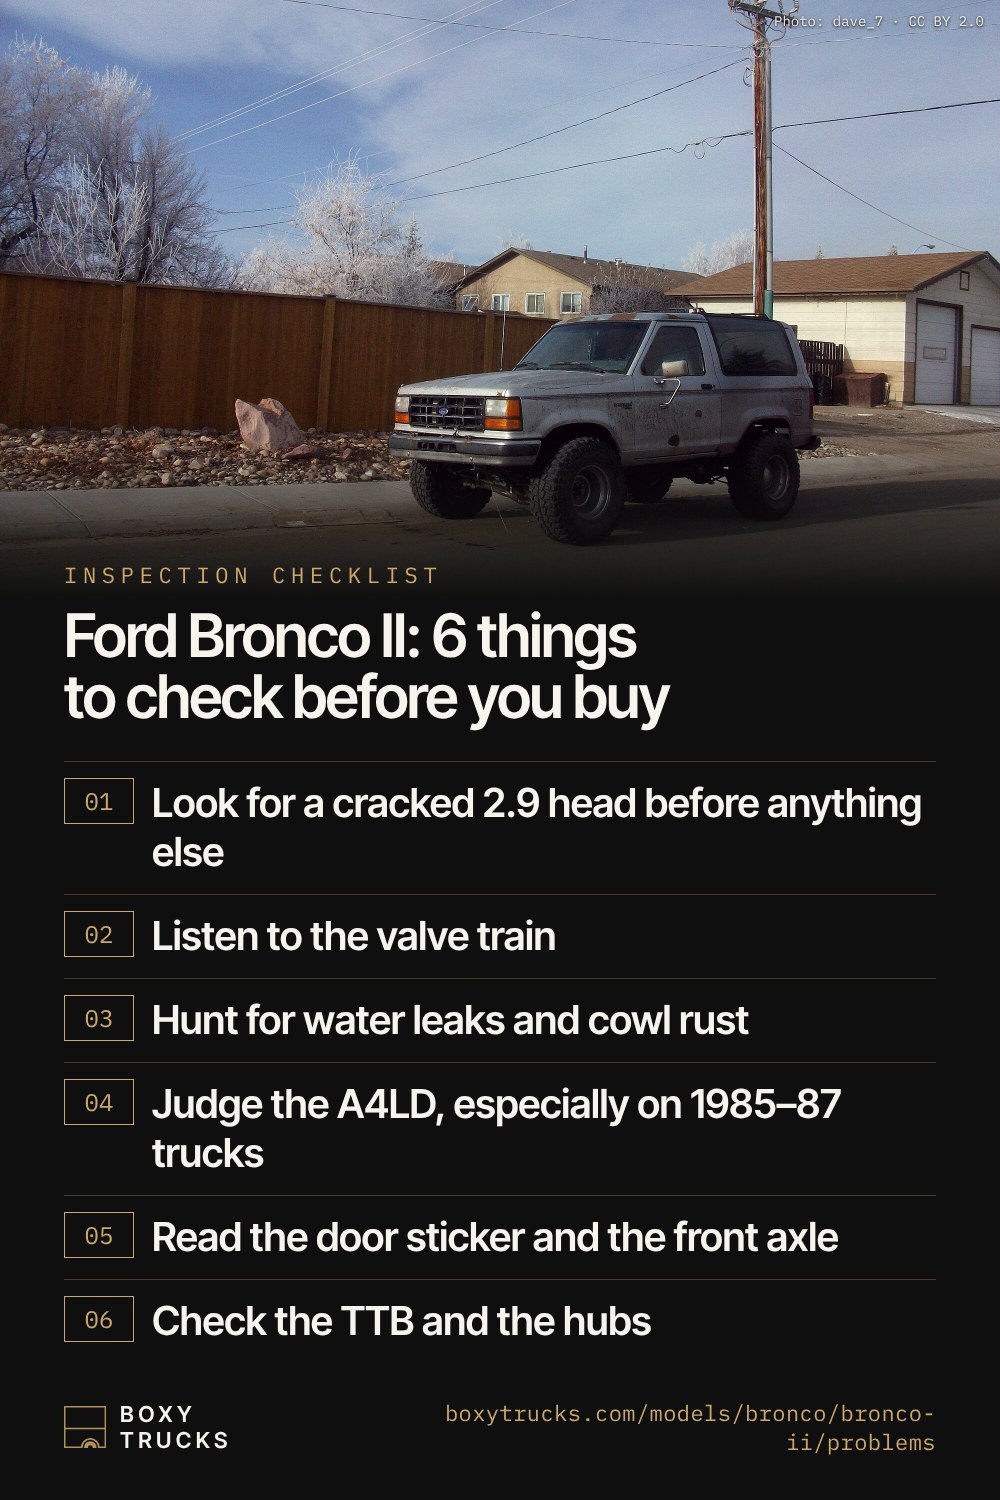 Photo: dave_7 · CC BY 2.0
INSPECTION CHECKLIST
Ford Bronco II: 6 things
to check before you buy
01 Look for a cracked 2.9 head before anything
else
02 Listen to the valve train
03 Hunt for water leaks and cowl rust
04 Judge the A4LD, especially on 1985–87
trucks
05 Read the door sticker and the front axle
06 Check the TTB and the hubs
BOXY
TRUCKS
boxytrucks.com/models/bronco/bronco-
ii/problems